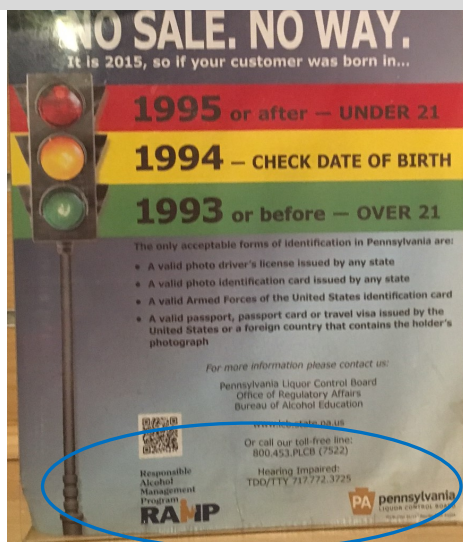 NO SALE. NO WAY.
It is 2015, so if your customer was born in...
1995 or after — UNDER 21
1994 — CHECK DATE OF BIRTH
1993 or before — OVER 21
The only acceptable forms of identification in Pennsylvania are:
• A valid photo driver's license issued by any state
• A valid photo identification card issued by any state
• A valid Armed Forces of the United States identification card
• A valid passport, passport card or travel visa issued by the
United States or a foreign country that contains the holder's
photograph
For more information please contact us:
Pennsylvania Liquor Control Board
Office of Regulatory Affairs
Bureau of Alcohol Education
www.lcb.state.pa.us
Or call our toll-free line:
800.453.PLCB (7522)
Hearing Impaired:
TDD/TTY 717.772.3725
Responsible
Alcohol
Management
Program
RAMP
PA pennsylvania
LIQUOR CONTROL BOARD